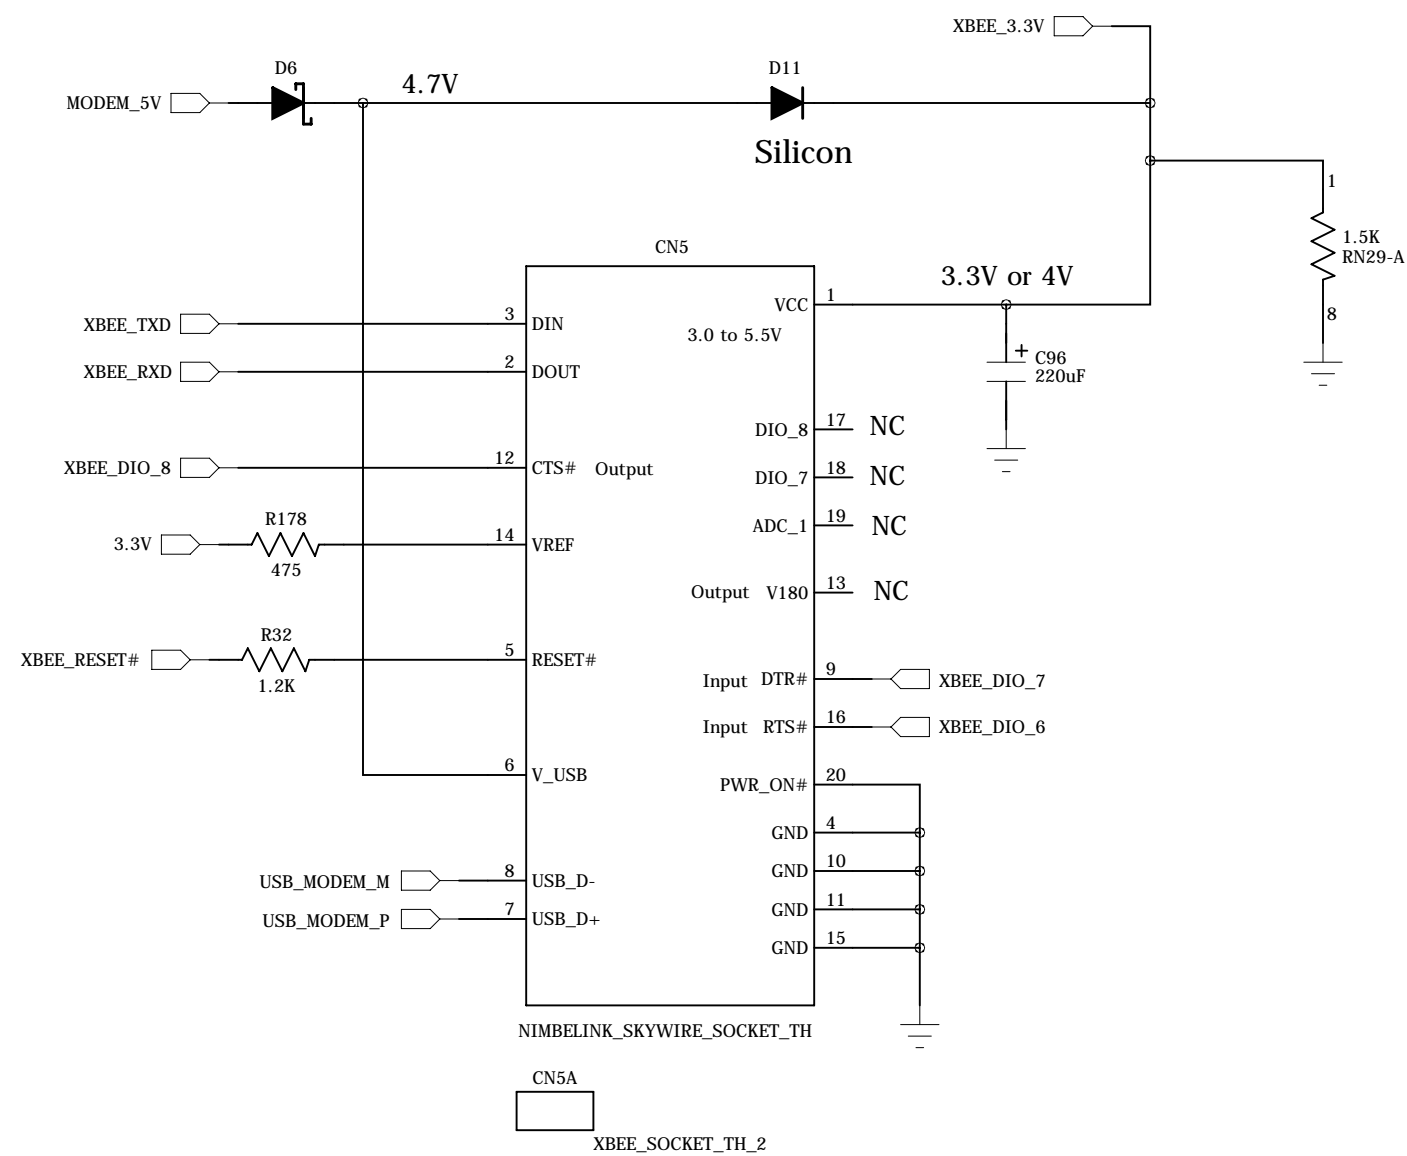 XBEE_3.3V
D6
4.7V
D11
MODEM_5V
Silicon
1
1.5K
RN29-A
8
CN5
3.3V or 4V
VCC 1
3.0 to 5.5V
XBEE_TXD 3 DIN
XBEE_RXD 2 DOUT
+ C96
220uF
DIO_8 17 NC
XBEE_DIO_8 12 CTS# Output
DIO_7 18 NC
R178
ADC_1 19 NC
3.3V 14 VREF
475
Output V180 13 NC
R32
XBEE_RESET# 5 RESET#
1.2K
Input DTR# 9 XBEE_DIO_7
Input RTS# 16 XBEE_DIO_6
6 V_USB
PWR_ON# 20
GND 4
GND 10
USB_MODEM_M 8 USB_D-
GND 11
USB_MODEM_P 7 USB_D+
GND 15
NIMBELINK_SKYWIRE_SOCKET_TH
CN5A
XBEE_SOCKET_TH_2